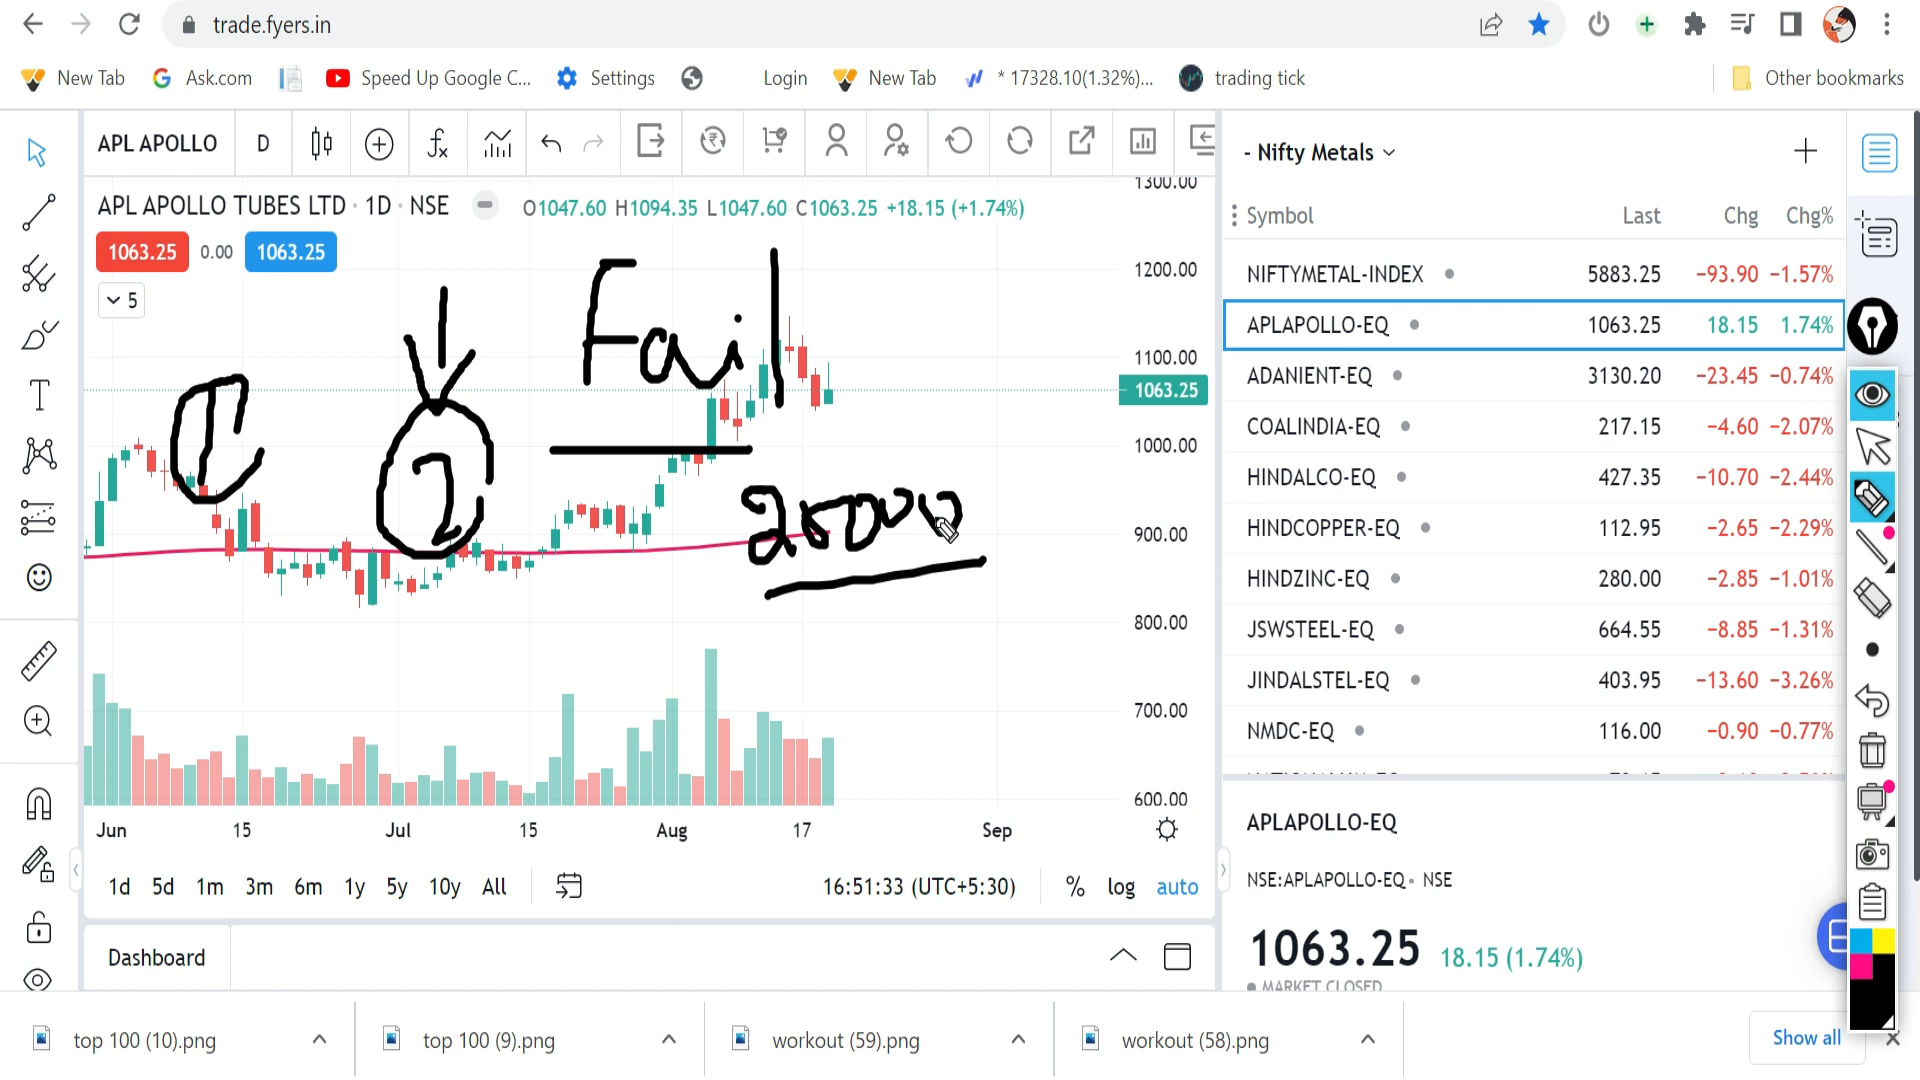 trade.fyers.in
New Tab
Ask.com
Speed Up Google C...
Settings
Login
New Tab
* 17328.10(1.32%)...
trading tick
Other bookmarks
APL APOLLO
D
- Nifty Metals
APL APOLLO TUBES LTD · 1D · NSE
O1047.60 H1094.35 L1047.60 C1063.25 +18.15 (+1.74%)
1063.25 0.00 1063.25
5
Fail
2
1300.00
1200.00
1100.00
1063.25
1000.00
900.00
800.00
700.00
600.00
Jun 15 Jul 15 Aug 17 Sep
1d 5d 1m 3m 6m 1y 5y 10y All
16:51:33 (UTC+5:30)
% log auto
Dashboard
Symbol Last Chg Chg%
NIFTYMETAL-INDEX 5883.25 −93.90 −1.57%
APLAPOLLO-EQ 1063.25 18.15 1.74%
ADANIENT-EQ 3130.20 −23.45 −0.74%
COALINDIA-EQ 217.15 −4.60 −2.07%
HINDALCO-EQ 427.35 −10.70 −2.44%
HINDCOPPER-EQ 112.95 −2.65 −2.29%
HINDZINC-EQ 280.00 −2.85 −1.01%
JSWSTEEL-EQ 664.55 −8.85 −1.31%
JINDALSTEL-EQ 403.95 −13.60 −3.26%
NMDC-EQ 116.00 −0.90 −0.77%
APLAPOLLO-EQ
NSE:APLAPOLLO-EQ • NSE
1063.25 18.15 (1.74%)
MARKET CLOSED
top 100 (10).png
top 100 (9).png
workout (59).png
workout (58).png
Show all